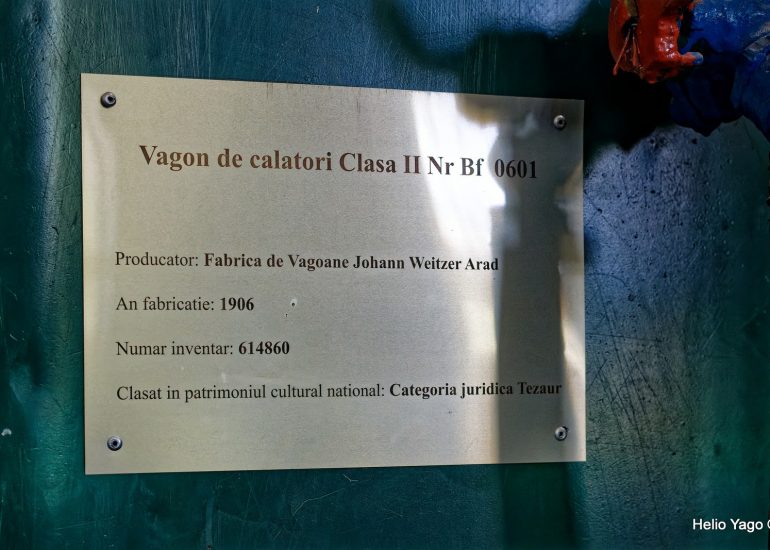 Vagon de calatori Clasa II Nr Bf 0601
Producator: Fabrica de Vagoane Johann Weitzer Arad
An fabricatie: 1906
Numar inventar: 614860
Clasat in patrimoniul cultural national: Categoria juridica Tezaur
Helio Yago